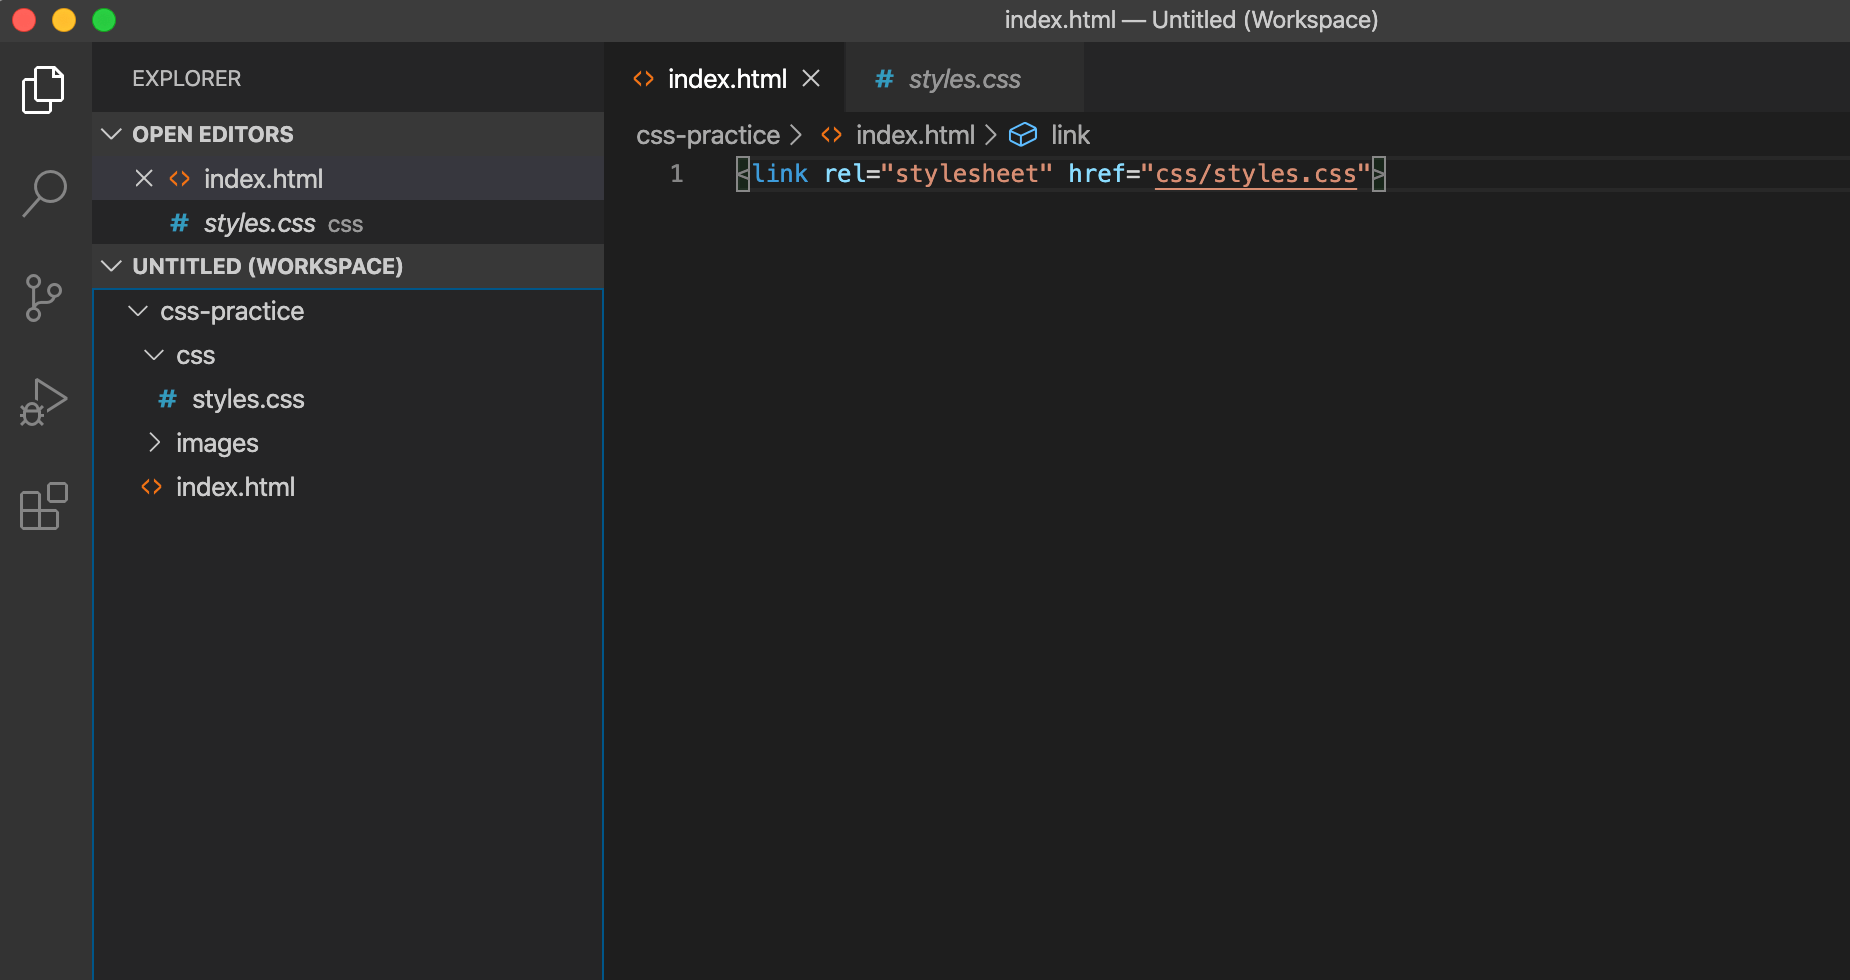 index.html — Untitled (Workspace)
EXPLORER
OPEN EDITORS
index.html
styles.css css
UNTITLED (WORKSPACE)
css-practice
css
styles.css
images
index.html
index.html
styles.css
css-practice > index.html > link
1 <link rel="stylesheet" href="css/styles.css">